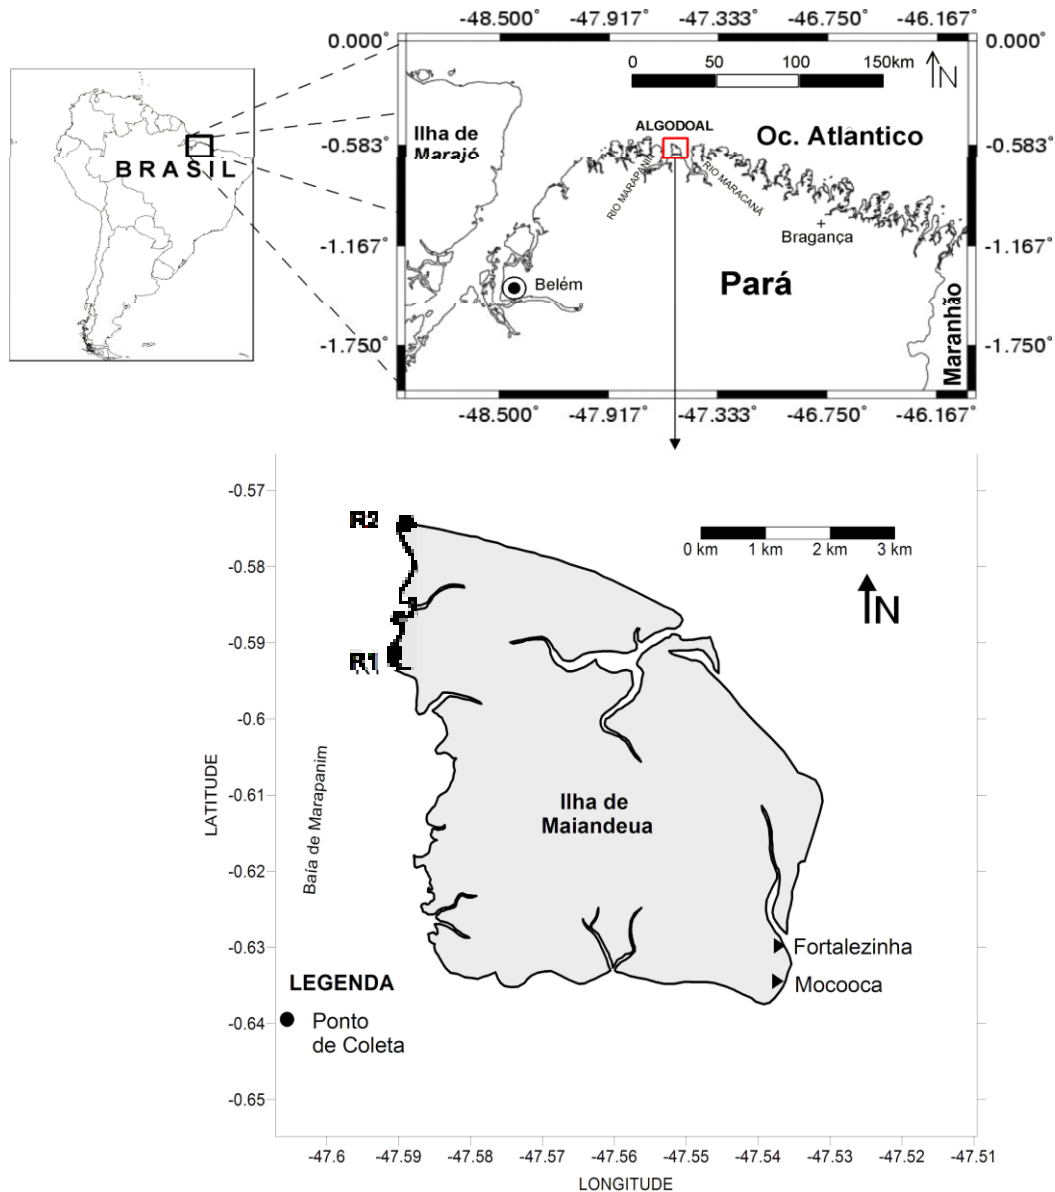 -48.500° -47.917° -47.333° -46.750° -46.167°
0.000° 0.000°
0 50 100 150km
N
ALGODOAL
Oc. Atlântico
Ilha de
Marajó
-0.583° -0.583°
BRASIL
RIO MARAPANIM
RIO MARACANÃ
Bragança
-1.167° -1.167°
Belém
Pará
Maranhão
-1.750° -1.750°
-48.500° -47.917° -47.333° -46.750° -46.167°
-0.57
R2
0 km 1 km 2 km 3 km
-0.58
N
-0.59
R1
-0.6
LATITUDE
Baía de Marapanim
-0.61
Ilha de
Maiandeua
-0.62
-0.63
Fortalezinha
Mocooca
LEGENDA
Ponto
de Coleta
-0.64
-0.65
-47.6 -47.59 -47.58 -47.57 -47.56 -47.55 -47.54 -47.53 -47.52 -47.51
LONGITUDE